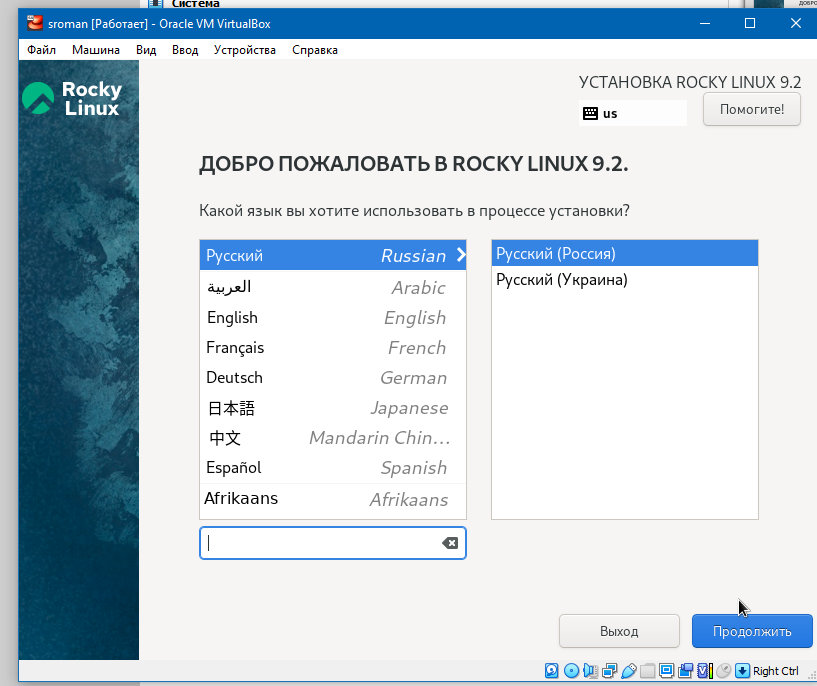 Система
sroman [Работает] - Oracle VM VirtualBox
Файл Машина Вид Ввод Устройства Справка
Rocky Linux
УСТАНОВКА ROCKY LINUX 9.2
us
Помогите!
ДОБРО ПОЖАЛОВАТЬ В ROCKY LINUX 9.2.
Какой язык вы хотите использовать в процессе установки?
Русский Russian
العربية Arabic
English English
Français French
Deutsch German
日本語 Japanese
中文 Mandarin Chin...
Español Spanish
Afrikaans Afrikaans
Русский (Россия)
Русский (Украина)
Выход
Продолжить
Right Ctrl